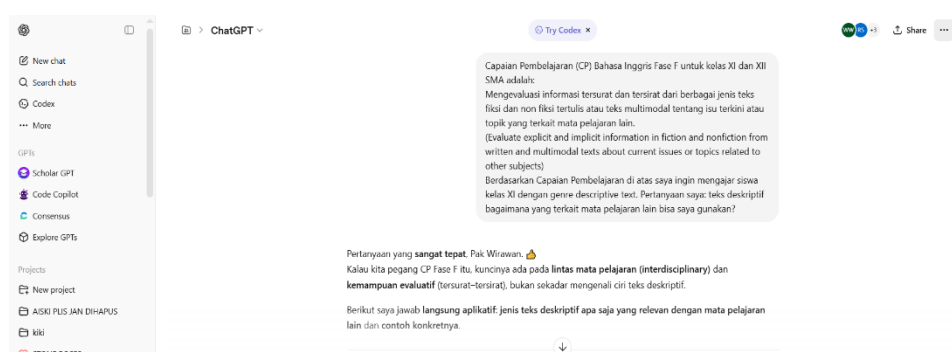 ChatGPT
Try Codex ×
WW RS +3
Share
New chat
Search chats
Codex
More
GPTs
Scholar GPT
Code Copilot
Consensus
Explore GPTs
Projects
New project
AISKI PLIS JAN DIHAPUS
kiki
Capaian Pembelajaran (CP) Bahasa Inggris Fase F untuk kelas XI dan XII
SMA adalah:
Mengevaluasi informasi tersurat dan tersirat dari berbagai jenis teks
fiksi dan non fiksi tertulis atau teks multimodal tentang isu terkini atau
topik yang terkait mata pelajaran lain.
(Evaluate explicit and implicit information in fiction and nonfiction from
written and multimodal texts about current issues or topics related to
other subjects)
Berdasarkan Capaian Pembelajaran di atas saya ingin mengajar siswa
kelas XI dengan genre descriptive text. Pertanyaan saya: teks deskriptif
bagaimana yang terkait mata pelajaran lain bisa saya gunakan?
Pertanyaan yang sangat tepat, Pak Wirawan. 👍
Kalau kita pegang CP Fase F itu, kuncinya ada pada lintas mata pelajaran (interdisciplinary) dan
kemampuan evaluatif (tersurat–tersirat), bukan sekadar mengenali ciri teks deskriptif.
Berikut saya jawab langsung aplikatif: jenis teks deskriptif apa saja yang relevan dengan mata pelajaran
lain dan contoh konkretnya.